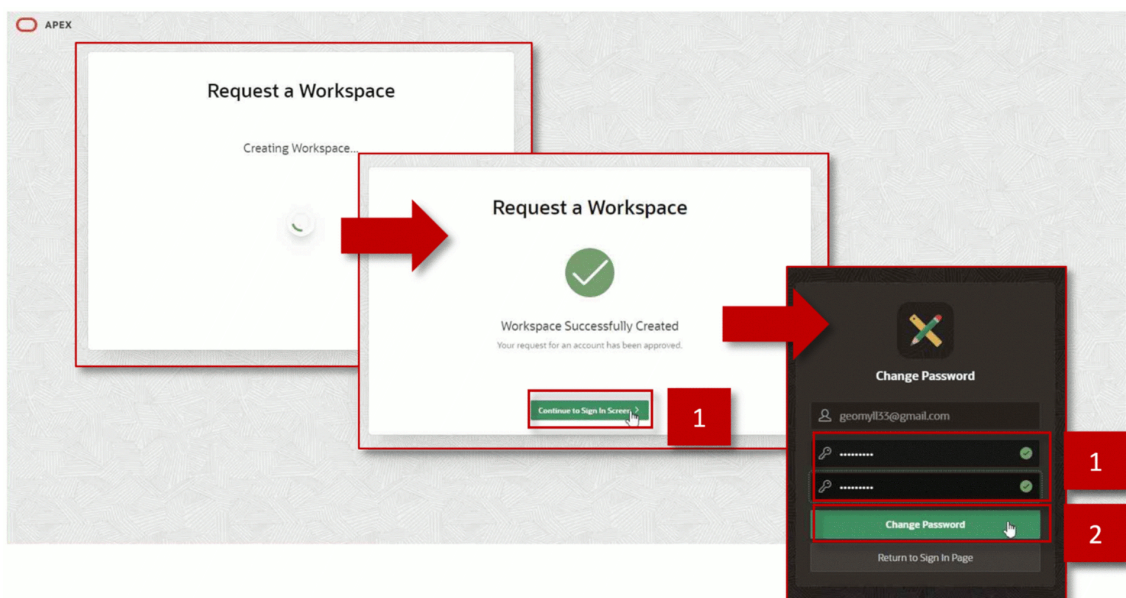 APEX
Request a Workspace
Creating Workspace...
Request a Workspace
Workspace Successfully Created
Your request for an account has been approved.
Continue to Sign In Screen
1
Change Password
geomyll33@gmail.com
1
Change Password
2
Return to Sign In Page